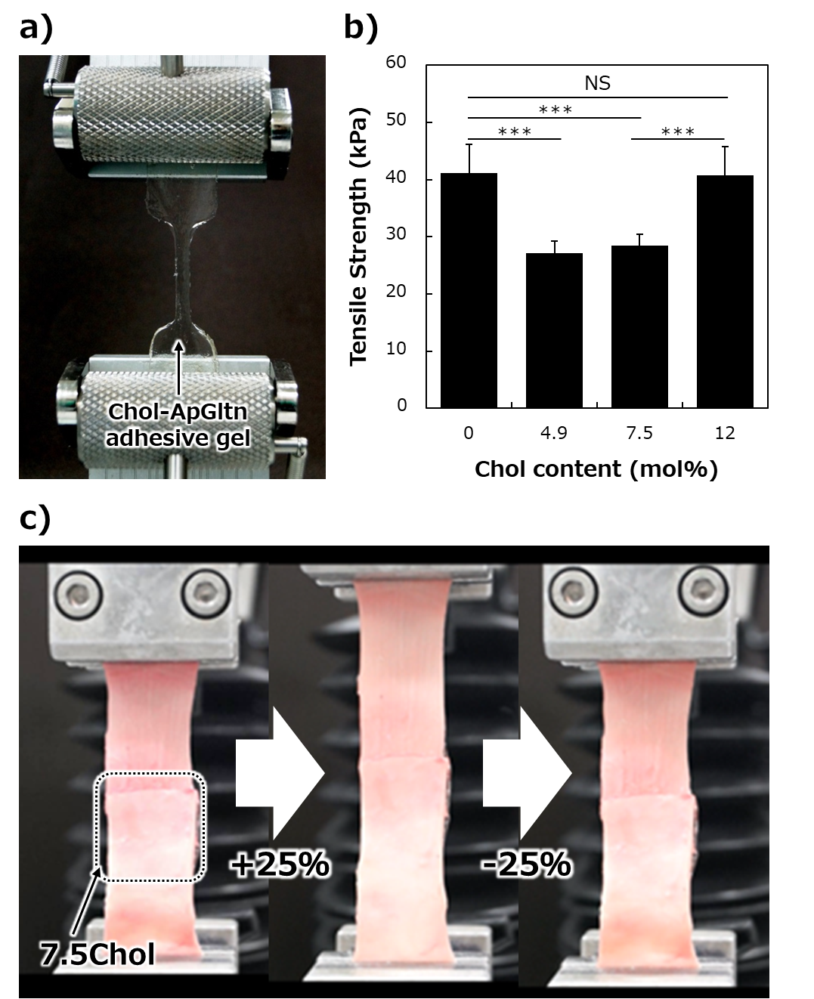 a)
Chol-ApGltn
adhesive gel
b)
Tensile Strength (kPa)
60
50
40
30
20
10
0
NS
***
***
***
0 4.9 7.5 12
Chol content (mol%)
c)
+25%
-25%
7.5Chol